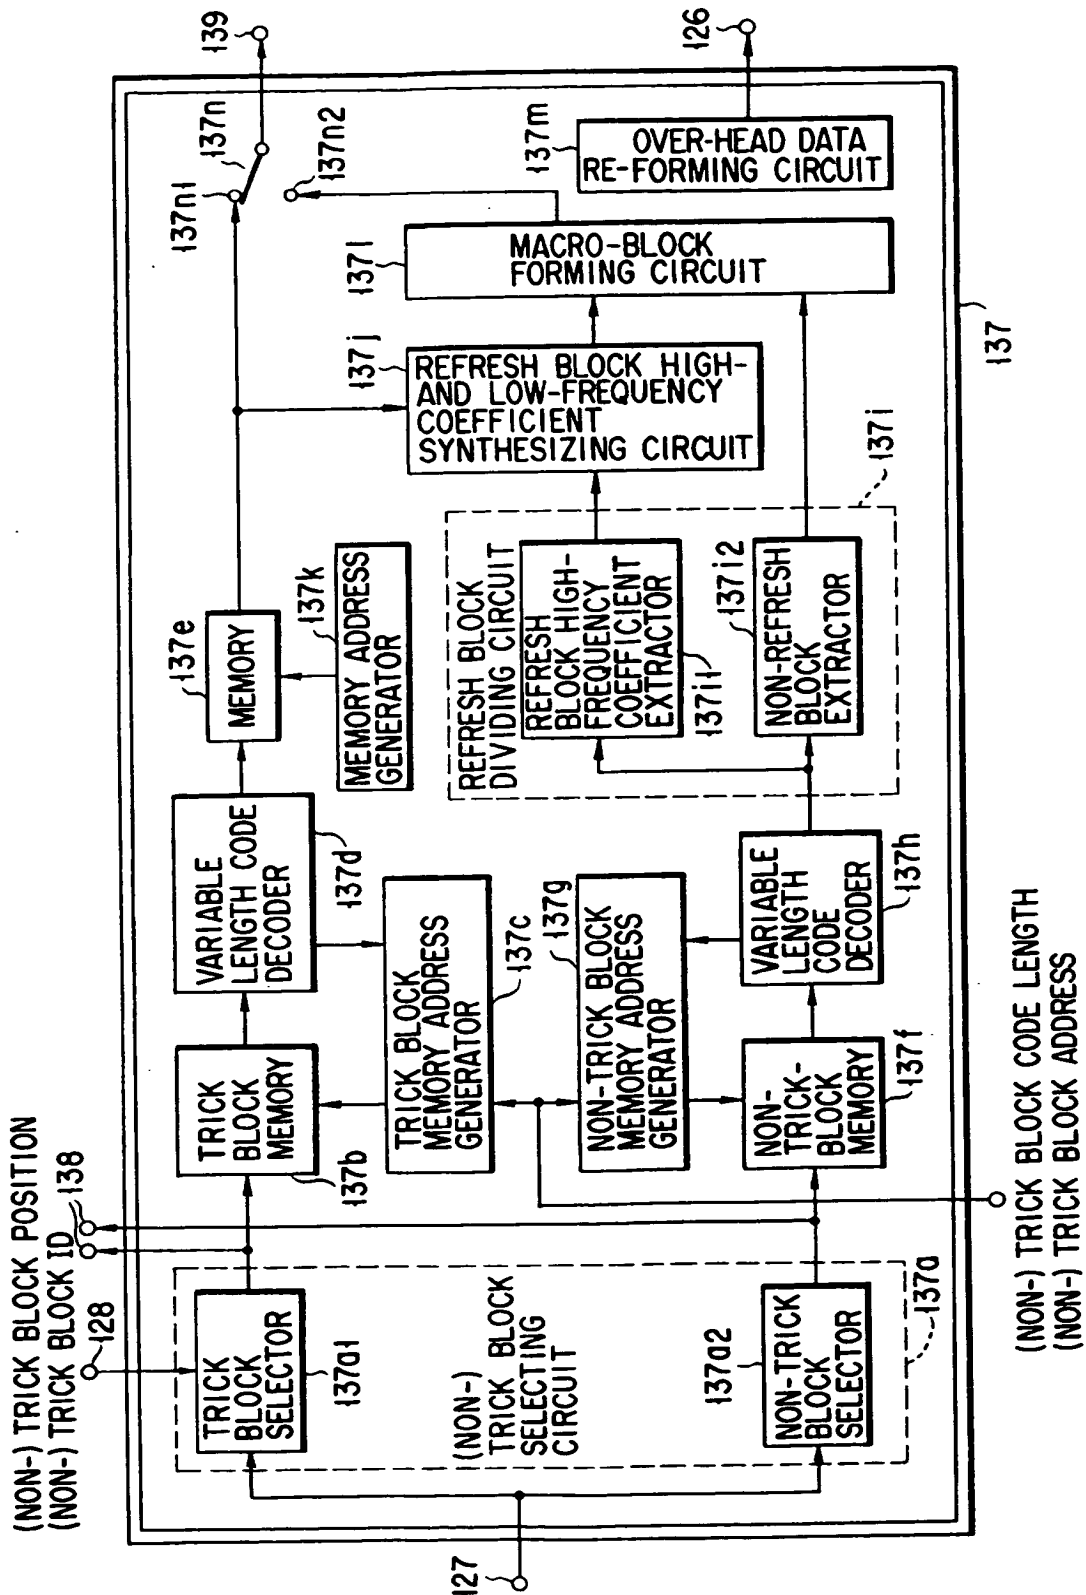 (NON-) TRICK BLOCK POSITION
(NON-) TRICK BLOCK ID
138
128
127
TRICK
BLOCK
SELECTOR
137a1
(NON-)
TRICK BLOCK
SELECTING
CIRCUIT
137a2
NON-TRICK
BLOCK
SELECTOR
137a
TRICK
BLOCK
MEMORY
137b
TRICK BLOCK
MEMORY ADDRESS
GENERATOR
137c
NON-TRICK BLOCK
MEMORY ADDRESS
GENERATOR
137g
NON-
TRICK-
BLOCK
MEMORY
137f
VARIABLE
LENGTH CODE
DECODER
137d
VARIABLE
LENGTH
CODE
DECODER
137h
(NON-) TRICK BLOCK CODE LENGTH
(NON-) TRICK BLOCK ADDRESS
137e
MEMORY
137k
MEMORY ADDRESS
GENERATOR
REFRESH BLOCK
DIVIDING CIRCUIT
REFRESH
BLOCK HIGH-
FREQUENCY
COEFFICIENT
EXTRACTOR
137i1
137i2
NON-REFRESH
BLOCK
EXTRACTOR
137i
137j
REFRESH BLOCK HIGH-
AND LOW-FREQUENCY
COEFFICIENT
SYNTHESIZING CIRCUIT
137l
MACRO-BLOCK
FORMING CIRCUIT
137n1
137n
137n2
139
137m
OVER-HEAD DATA
RE-FORMING CIRCUIT
126
137